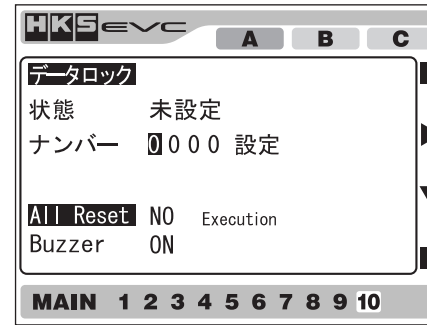 HKS EVC
A B C
データロック
状態 未設定
ナンバー 0000 設定
All Reset NO Execution
Buzzer ON
MAIN 1 2 3 4 5 6 7 8 9 10